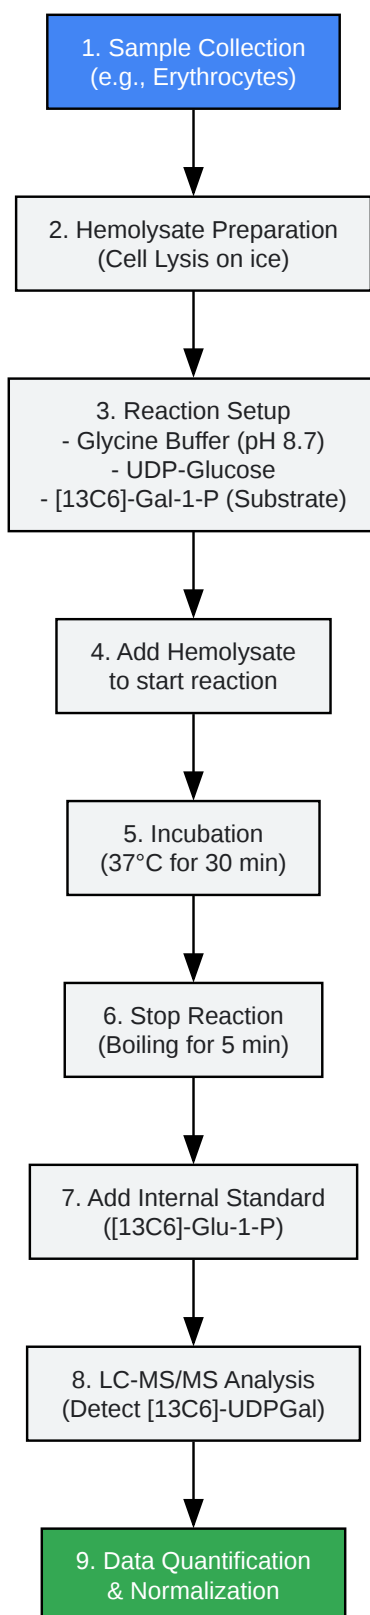 1. Sample Collection
(e.g., Erythrocytes)
2. Hemolysate Preparation
(Cell Lysis on ice)
3. Reaction Setup
- Glycine Buffer (pH 8.7)
- UDP-Glucose
- [13C6]-Gal-1-P (Substrate)
4. Add Hemolysate
to start reaction
5. Incubation
(37°C for 30 min)
6. Stop Reaction
(Boiling for 5 min)
7. Add Internal Standard
([13C6]-Glu-1-P)
8. LC-MS/MS Analysis
(Detect [13C6]-UDPGal)
9. Data Quantification
& Normalization